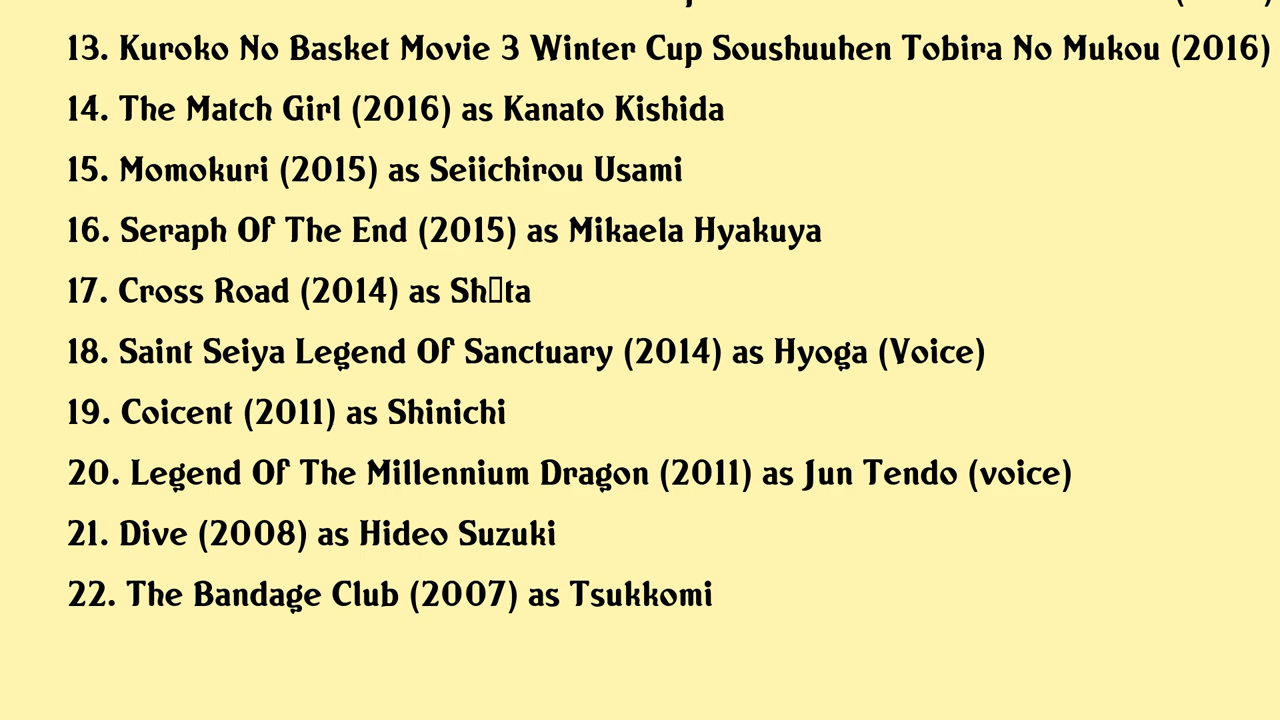 13. Kuroko No Basket Movie 3 Winter Cup Soushuuhen Tobira No Mukou (2016)
14. The Match Girl (2016) as Kanato Kishida
15. Momokuri (2015) as Seiichirou Usami
16. Seraph Of The End (2015) as Mikaela Hyakuya
17. Cross Road (2014) as Sh▯ta
18. Saint Seiya Legend Of Sanctuary (2014) as Hyoga (Voice)
19. Coicent (2011) as Shinichi
20. Legend Of The Millennium Dragon (2011) as Jun Tendo (voice)
21. Dive (2008) as Hideo Suzuki
22. The Bandage Club (2007) as Tsukkomi